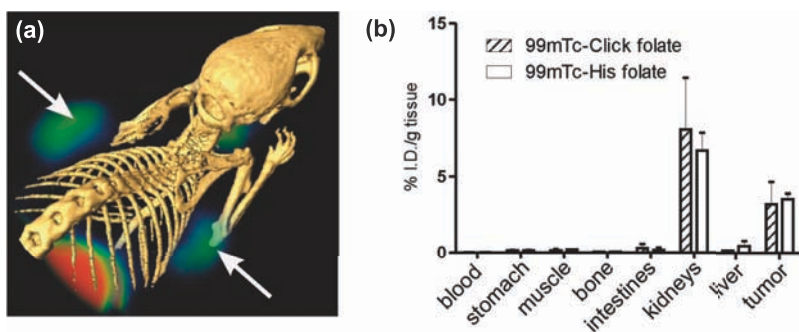 (a)
(b)
15
99mTc-Click folate
99mTc-His folate
10
% I.D./g tissue
5
0
blood
stomach
muscle
bone
intestines
kidneys
liver
tumor